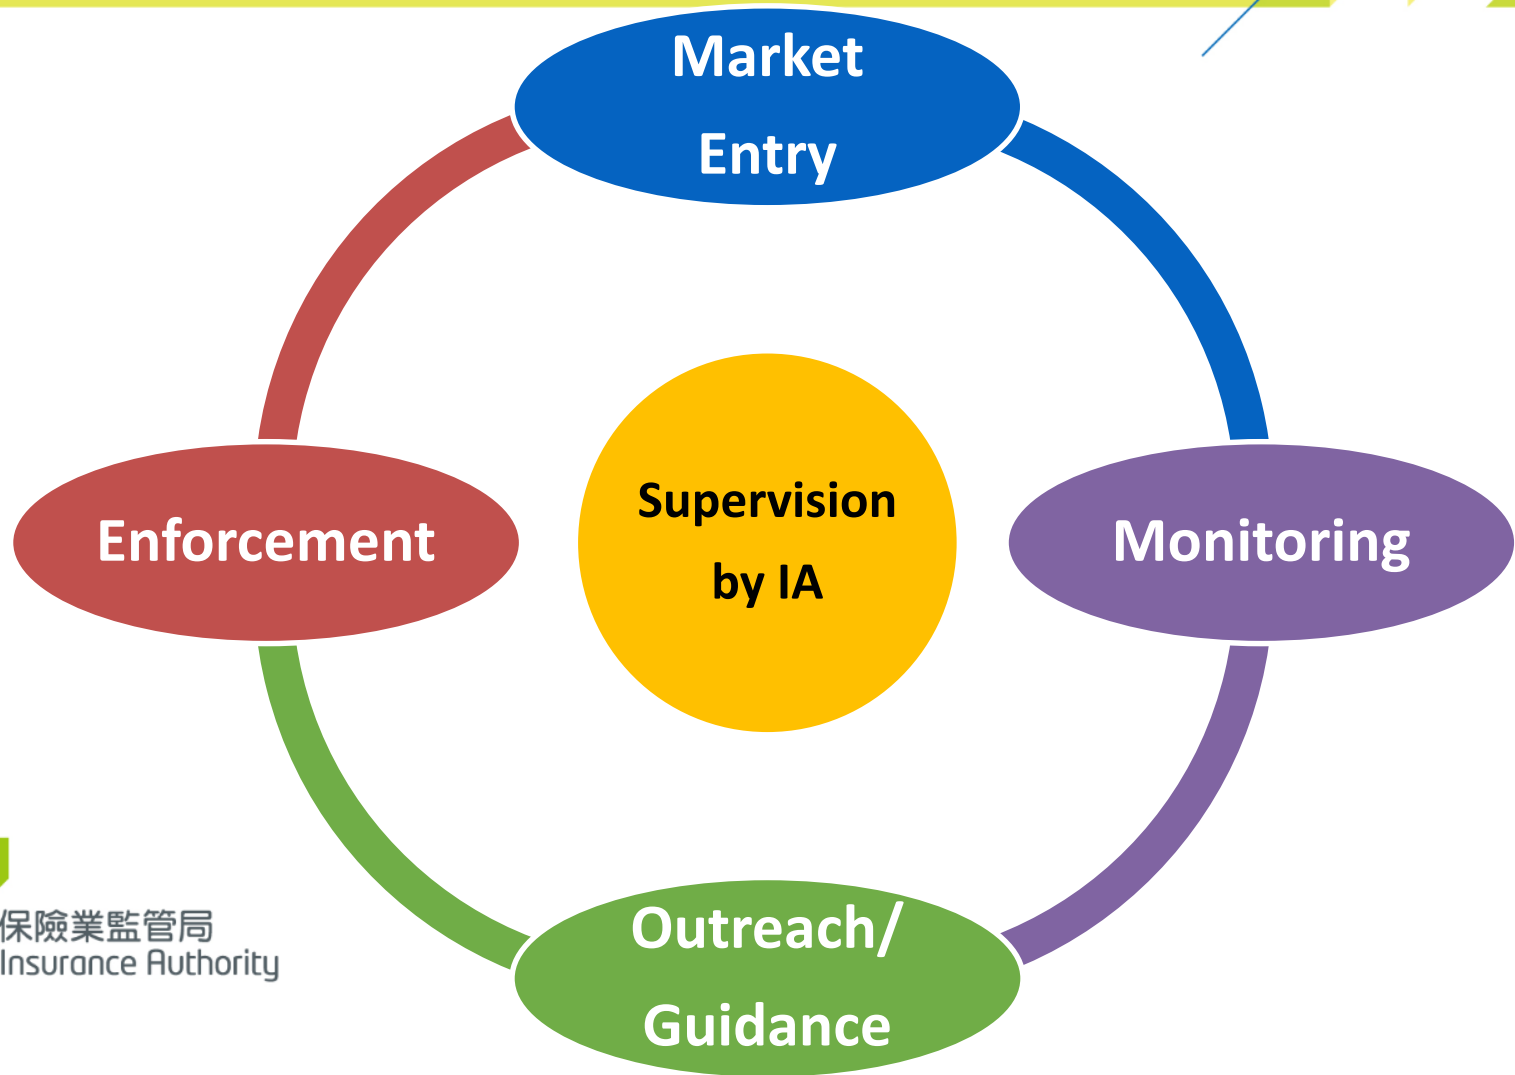 Market
Entry
Enforcement
Supervision
by IA
Monitoring
Outreach/
Guidance
保險業監管局
Insurance Authority